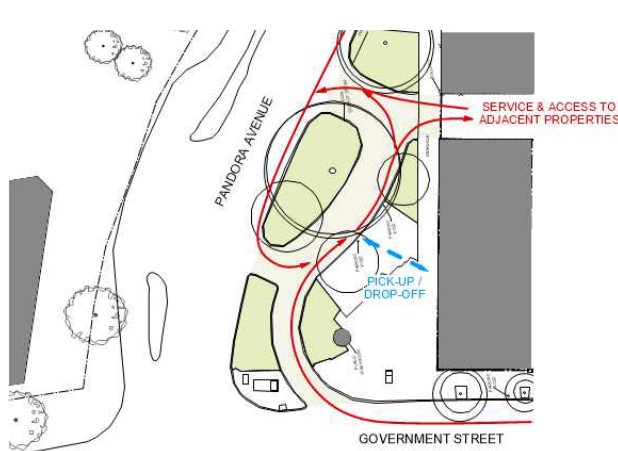 SERVICE & ACCESS TO
ADJACENT PROPERTIES
PANDORA AVENUE
PICK-UP /
DROP-OFF
GOVERNMENT STREET